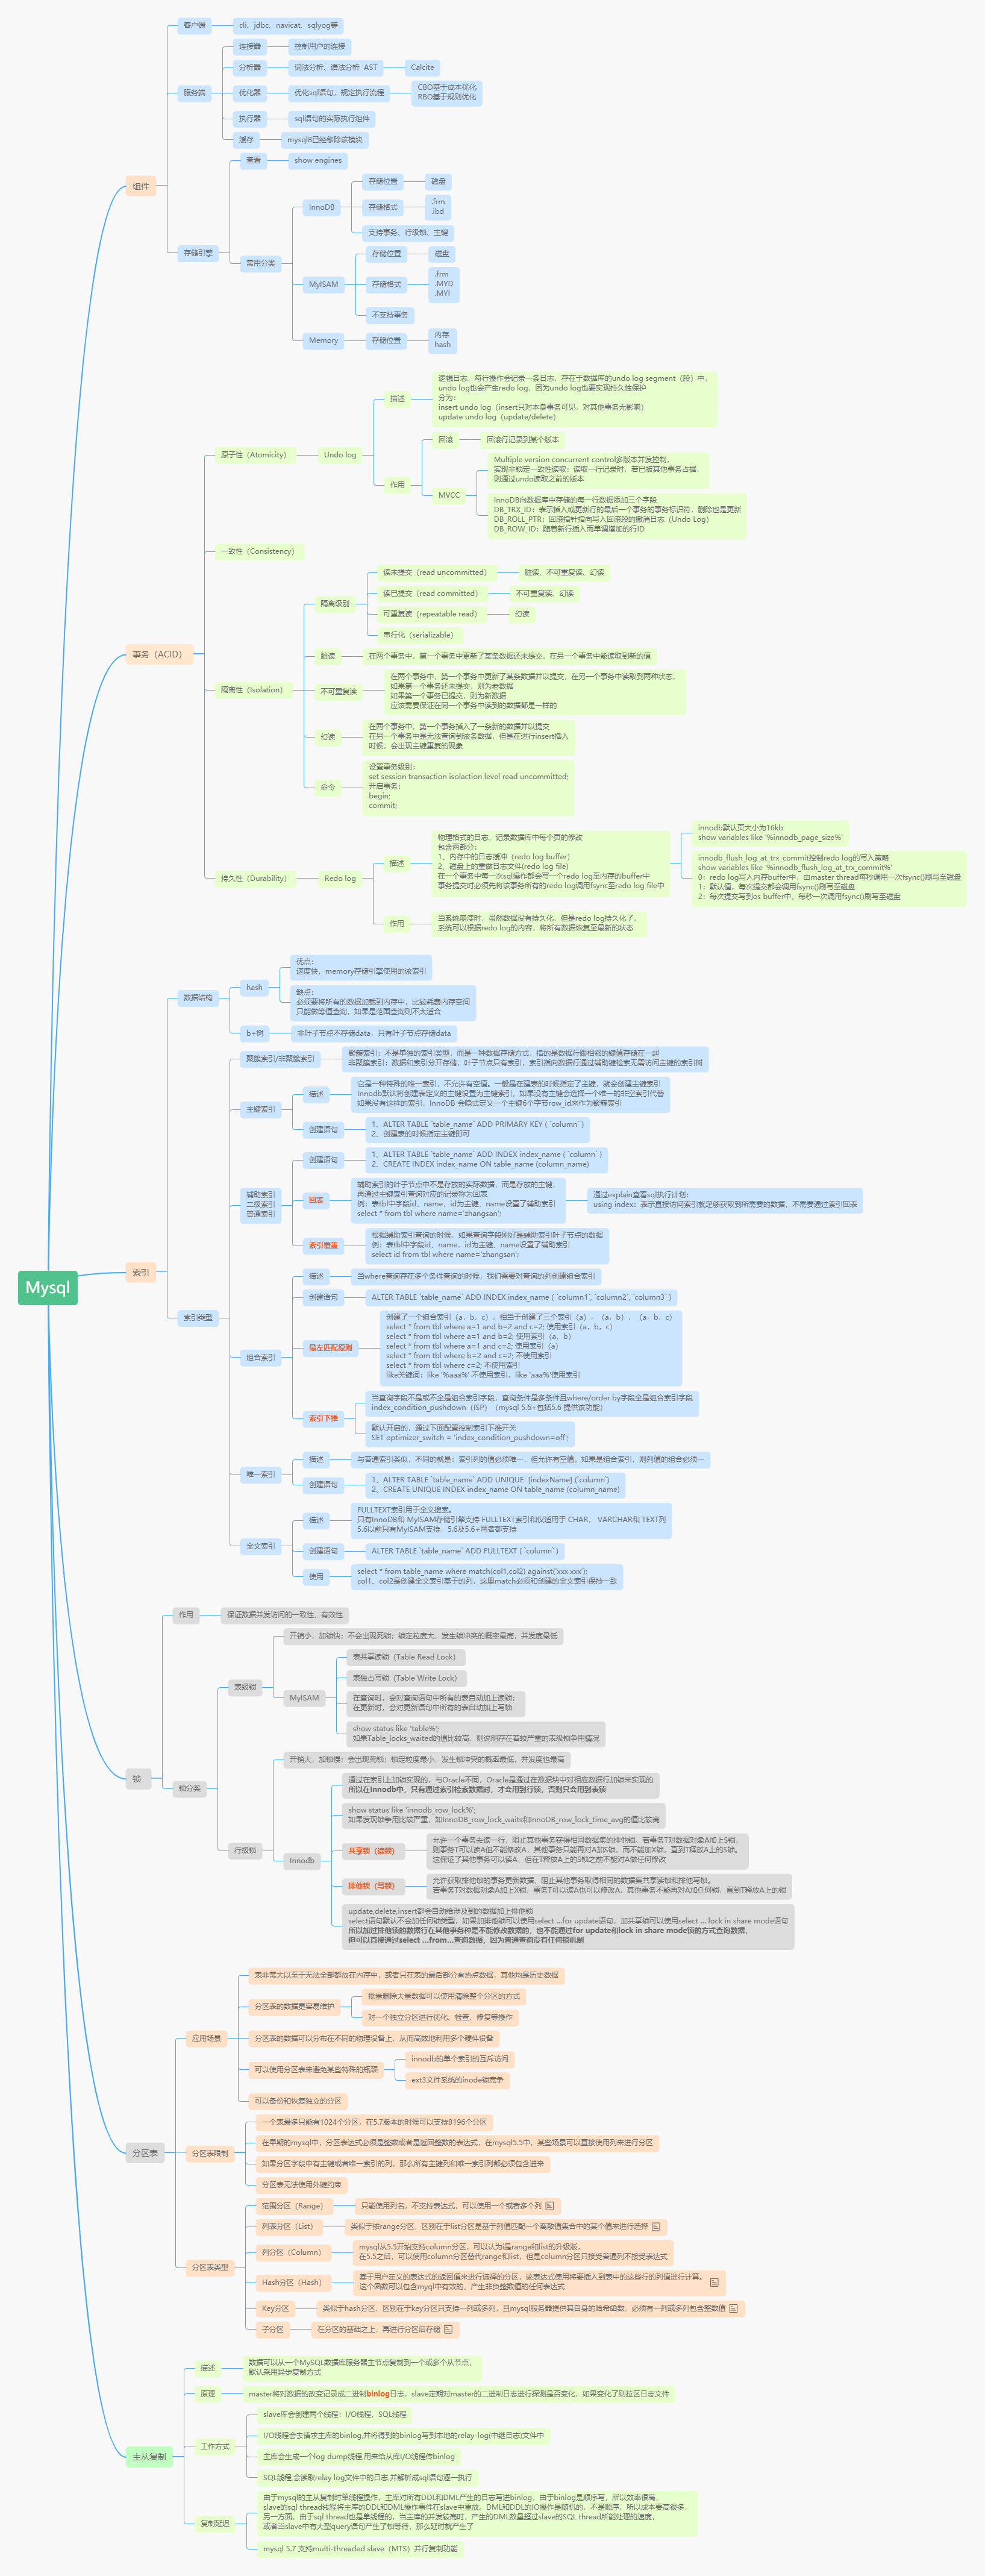 Mysql
组件
客户端
cli、jdbc、navicat、sqlyog等
服务端
连接器
控制用户的连接
分析器
词法分析、语法分析 AST
Calcite
优化器
优化sql语句，规定执行流程
CBO基于成本优化
RBO基于规则优化
执行器
sql语句的实际执行组件
缓存
mysql8已经移除该模块
存储引擎
查看
show engines
常用分类
InnoDB
存储位置
磁盘
存储格式
.frm
.ibd
支持事务、行级锁、主键
MyISAM
存储位置
磁盘
存储格式
.frm
.MYD
.MYI
不支持事务
Memory
存储位置
内存
hash
事务（ACID）
原子性（Atomicity）
Undo log
描述
逻辑日志，每行操作会记录一条日志，存在于数据库的undo log segment（段）中，
undo log也会产生redo log，因为undo log也要实现持久性保护
分为：
insert undo log（insert只对本身事务可见，对其他事务无影响）
update undo log（update/delete）
作用
回滚
回滚行记录到某个版本
MVCC
Multiple version concurrent control多版本并发控制，
实现非锁定一致性读取：读取一行记录时，若已被其他事务占据，
则通过undo读取之前的版本
InnoDB向数据库中存储的每一行数据添加三个字段
DB_TRX_ID：表示插入或更新行的最后一个事务的事务标识符，删除也是更新
DB_ROLL_PTR：回滚指针指向写入回滚段的撤消日志（Undo Log）
DB_ROW_ID：随着新行插入而单调增加的行ID
一致性（Consistency）
隔离性（Isolation）
隔离级别
读未提交（read uncommitted）
脏读、不可重复读、幻读
读已提交（read committed）
不可重复读、幻读
可重复读（repeatable read）
幻读
串行化（serializable）
脏读
在两个事务中，第一个事务中更新了某条数据还未提交，在另一个事务中能读取到新的值
不可重复读
在两个事务中，第一个事务中更新了某条数据并以提交，在另一个事务中读取到两种状态，
如果第一个事务还未提交，则为老数据
如果第一个事务已提交，则为新数据
应该需要保证在同一个事务中读到的数据都是一样的
幻读
在两个事务中，第一个事务插入了一条新的数据并以提交
在另一个事务中是无法查询到该条数据，但是在进行insert插入
时候，会出现主键重复的现象
命令
设置事务级别：
set session transaction isolaction level read uncommitted;
开启事务：
begin;
commit;
持久性（Durability）
Redo log
描述
物理格式的日志，记录数据库中每个页的修改
包含两部分：
1、内存中的日志缓冲（redo log buffer）
2、磁盘上的重做日志文件(redo log file)
在一个事务中每一次sql操作都会写一个redo log至内存的buffer中
事务提交时必须先将该事务所有的redo log调用fsync至redo log file中
innodb默认页大小为16kb
show variables like '%innodb_page_size%'
innodb_flush_log_at_trx_commit控制redo log的写入策略
show variables like '%innodb_flush_log_at_trx_commit%'
0：redo log写入内存buffer中，由master thread每秒调用一次fsync()刷写至磁盘
1：默认值，每次提交都会调用fsync()刷写至磁盘
2：每次提交写到os buffer中，每秒一次调用fsync()刷写至磁盘
作用
当系统崩溃时，虽然数据没有持久化，但是redo log持久化了，
系统可以根据redo log的内容，将所有数据恢复至最新的状态
索引
数据结构
hash
优点：
速度快，memory存储引擎使用的该索引
缺点：
必须要将所有的数据加载到内存中，比较耗费内存空间
只能做等值查询，如果是范围查询则不太适合
b+树
非叶子节点不存储data，只有叶子节点存储data
索引类型
聚簇索引/非聚簇索引
聚簇索引：不是单独的索引类型，而是一种数据存储方式，指的是数据行跟相邻的键值存储在一起
非聚簇索引：数据和索引分开存储，叶子节点只有索引，索引指向数据行通过辅助键检索无需访问主键的索引树
主键索引
描述
它是一种特殊的唯一索引，不允许有空值。一般是在建表的时候指定了主键，就会创建主键索引
Innodb默认将创建表定义的主键设置为主键索引，如果没有主键会选择一个唯一的非空索引代替
如果没有这样的索引，InnoDB 会隐式定义一个主键6个字节row_id来作为聚簇索引
创建语句
1、ALTER TABLE `table_name` ADD PRIMARY KEY ( `column` )
2、创建表的时候指定主键即可
辅助索引
二级索引
普通索引
创建语句
1、ALTER TABLE `table_name` ADD INDEX index_name ( `column` )
2、CREATE INDEX index_name ON table_name (column_name)
回表
辅助索引的叶子节点中不是存放的实际数据，而是存放的主键，
再通过主键索引查询对应的记录称为回表
例：表tbl中字段id、name，id为主键，name设置了辅助索引
select * from tbl where name='zhangsan';
通过explain查看sql执行计划：
using index：表示直接访问索引就足够获取到所需要的数据，不需要通过索引回表
索引覆盖
根据辅助索引查询的时候，如果查询字段刚好是辅助索引叶子节点的数据
例：表tbl中字段id、name，id为主键，name设置了辅助索引
select id from tbl where name='zhangsan';
组合索引
描述
当where查询存在多个条件查询的时候，我们需要对查询的列创建组合索引
创建语句
ALTER TABLE `table_name` ADD INDEX index_name ( `column1`, `column2`, `column3` )
最左匹配原则
创建了一个组合索引（a，b，c），相当于创建了三个索引（a），（a，b），（a，b，c）
select * from tbl where a=1 and b=2 and c=2; 使用索引（a，b，c）
select * from tbl where a=1 and b=2; 使用索引（a，b）
select * from tbl where a=1 and c=2; 使用索引（a）
select * from tbl where b=2 and c=2; 不使用索引
select * from tbl where c=2; 不使用索引
like关键词：like '%aaa%' 不使用索引，like 'aaa%'使用索引
索引下推
当查询字段不是或不全是组合索引字段，查询条件是多条件且where/order by字段全是组合索引字段
index_condition_pushdown（ISP）（mysql 5.6+包括5.6 提供该功能）
默认开启的，通过下面配置控制索引下推开关
SET optimizer_switch = 'index_condition_pushdown=off';
唯一索引
描述
与普通索引类似，不同的就是：索引列的值必须唯一，但允许有空值。如果是组合索引，则列值的组合必须一
创建语句
1、ALTER TABLE `table_name` ADD UNIQUE [indexName] (`column`)
2、CREATE UNIQUE INDEX index_name ON table_name (column_name)
全文索引
描述
FULLTEXT索引用于全文搜索。
只有InnoDB和 MyISAM存储引擎支持 FULLTEXT索引和仅适用于 CHAR， VARCHAR和 TEXT列
5.6以前只有MyISAM支持，5.6及5.6+两者都支持
创建语句
ALTER TABLE `table_name` ADD FULLTEXT ( `column` )
使用
select * from table_name where match(col1,col2) against('xxx xxx');
col1、col2是创建全文索引基于的列，这里match必须和创建的全文索引保持一致
锁
作用
保证数据并发访问的一致性、有效性
锁分类
表级锁
开销小，加锁快；不会出现死锁；锁定粒度大，发生锁冲突的概率最高，并发度最低
MyISAM
表共享读锁（Table Read Lock）
表独占写锁（Table Write Lock）
在查询时，会对查询语句中所有的表自动加上读锁；
在更新时，会对更新语句中所有的表自动加上写锁
show status like 'table%';
如果Table_locks_waited的值比较高，则说明存在着较严重的表级锁争用情况
行级锁
开销大，加锁慢；会出现死锁；锁定粒度最小，发生锁冲突的概率最低，并发度也最高
Innodb
通过在索引上加锁实现的，与Oracle不同，Oracle是通过在数据块中对相应数据行加锁来实现的
所以在Innodb中，只有通过索引检索数据时，才会用到行锁，否则只会用到表锁
show status like 'innodb_row_lock%';
如果发现锁争用比较严重，如InnoDB_row_lock_waits和InnoDB_row_lock_time_avg的值比较高
共享锁（读锁）
允许一个事务去读一行，阻止其他事务获得相同数据集的排他锁。若事务T对数据对象A加上S锁，
则事务T可以读A但不能修改A，其他事务只能再对A加S锁，而不能加X锁，直到T释放A上的S锁。
这保证了其他事务可以读A，但在T释放A上的S锁之前不能对A做任何修改
排他锁（写锁）
允许获取排他锁的事务更新数据，阻止其他事务取得相同的数据集共享读锁和排他写锁。
若事务T对数据对象A加上X锁，事务T可以读A也可以修改A，其他事务不能再对A加任何锁，直到T释放A上的锁
update,delete,insert都会自动给涉及到的数据加上排他锁
select语句默认不会加任何锁类型，如果加排他锁可以使用select …for update语句，加共享锁可以使用select … lock in share mode语句
所以加过排他锁的数据行在其他事务种是不能修改数据的，也不能通过for update和lock in share mode锁的方式查询数据，
但可以直接通过select …from…查询数据，因为普通查询没有任何锁机制
分区表
应用场景
表非常大以至于无法全部都放在内存中，或者只在表的最后部分有热点数据，其他均是历史数据
分区表的数据更容易维护
批量删除大量数据可以使用清除整个分区的方式
对一个独立分区进行优化、检查、修复等操作
分区表的数据可以分布在不同的物理设备上，从而高效地利用多个硬件设备
可以使用分区表来避免某些特殊的瓶颈
innodb的单个索引的互斥访问
ext3文件系统的inode锁竞争
可以备份和恢复独立的分区
分区表限制
一个表最多只能有1024个分区，在5.7版本的时候可以支持8196个分区
在早期的mysql中，分区表达式必须是整数或者是返回整数的表达式，在mysql5.5中，某些场景可以直接使用列来进行分区
如果分区字段中有主键或者唯一索引的列，那么所有主键列和唯一索引列都必须包含进来
分区表无法使用外键约束
分区表类型
范围分区（Range）
只能使用列名，不支持表达式，可以使用一个或者多个列
列表分区（List）
类似于按range分区，区别在于list分区是基于列值匹配一个离散值集合中的某个值来进行选择
列分区（Column）
mysql从5.5开始支持column分区，可以认为i是range和list的升级版，
在5.5之后，可以使用column分区替代range和list，但是column分区只接受普通列不接受表达式
Hash分区（Hash）
基于用户定义的表达式的返回值来进行选择的分区，该表达式使用将要插入到表中的这些行的列值进行计算。
这个函数可以包含myql中有效的、产生非负整数值的任何表达式
Key分区
类似于hash分区，区别在于key分区只支持一列或多列，且mysql服务器提供其自身的哈希函数，必须有一列或多列包含整数值
子分区
在分区的基础之上，再进行分区后存储
主从复制
描述
数据可以从一个MySQL数据库服务器主节点复制到一个或多个从节点，
默认采用异步复制方式
原理
master将对数据的改变记录成二进制binlog日志，slave定期对master的二进制日志进行探测是否变化，如果变化了则拉区日志文件
工作方式
slave库会创建两个线程：I/O线程，SQL线程
I/O线程会去请求主库的binlog,并将得到的binlog写到本地的relay-log(中继日志)文件中
主库会生成一个log dump线程,用来给从库I/O线程传binlog
SQL线程,会读取relay log文件中的日志,并解析成sql语句逐一执行
复制延迟
由于mysql的主从复制时单线程操作，主库对所有DDL和DML产生的日志写进binlog，由于binlog是顺序写，所以效率很高，
slave的sql thread线程将主库的DDL和DML操作事件在slave中重放。DML和DDL的IO操作是随机的，不是顺序，所以成本要高很多，
另一方面，由于sql thread也是单线程的，当主库的并发较高时，产生的DML数量超过slave的SQL thread所能处理的速度，
或者当slave中有大型query语句产生了锁等待，那么延时就产生了
mysql 5.7 支持multi-threaded slave（MTS）并行复制功能